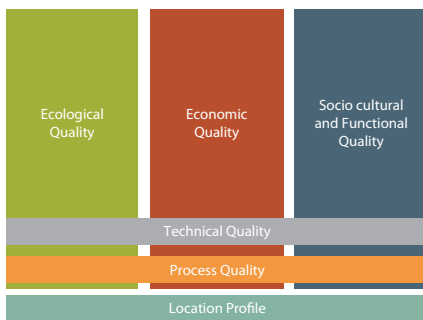 Ecological
Quality
Economic
Quality
Socio cultural
and Functional
Quality
Technical Quality
Process Quality
Location Profile